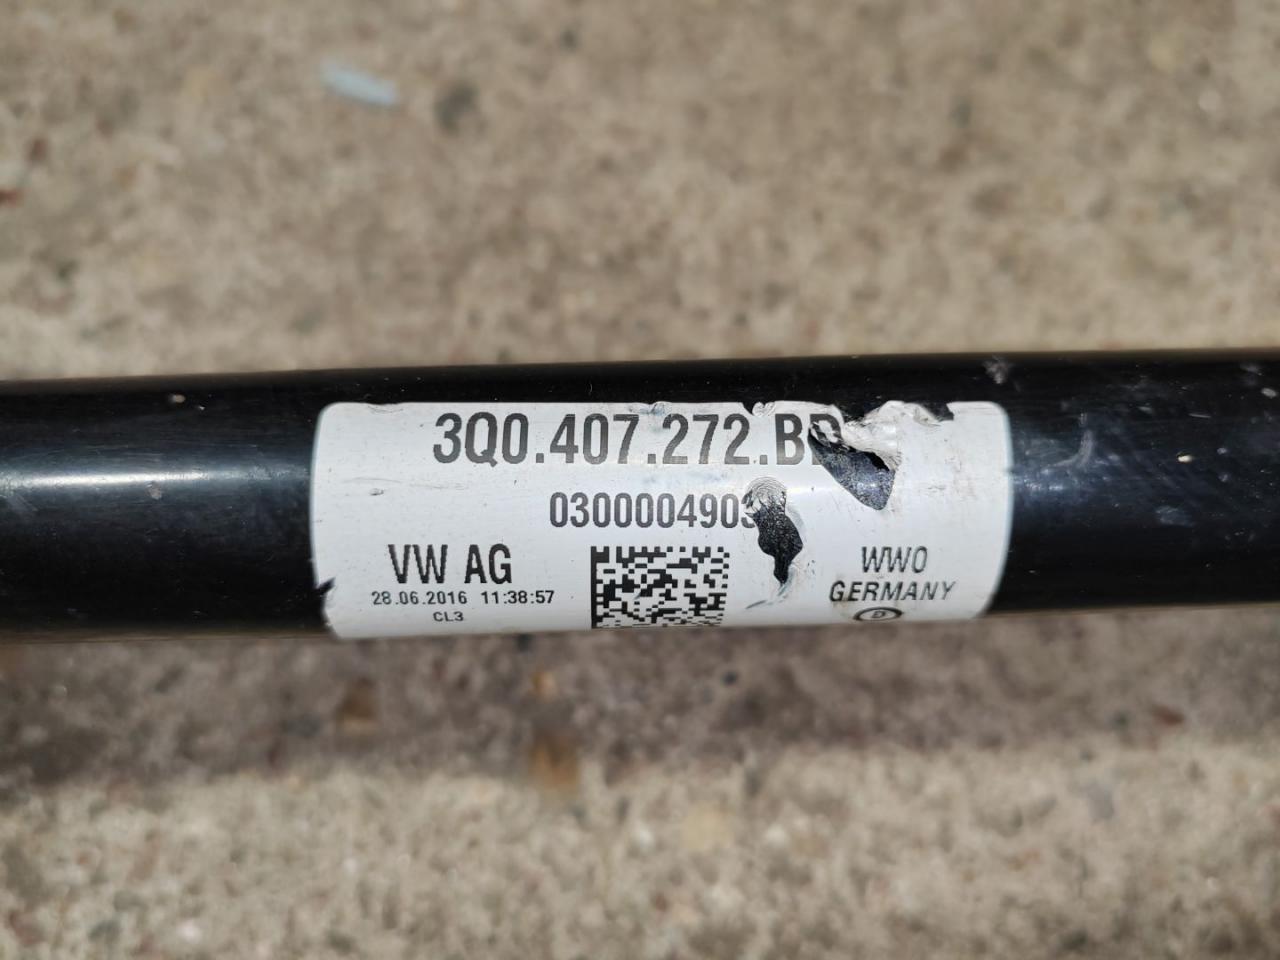 3Q0.407.272.B
030000490
VW AG
28.06.2016 11:38:57
CL3
WWO
GERMANY
D